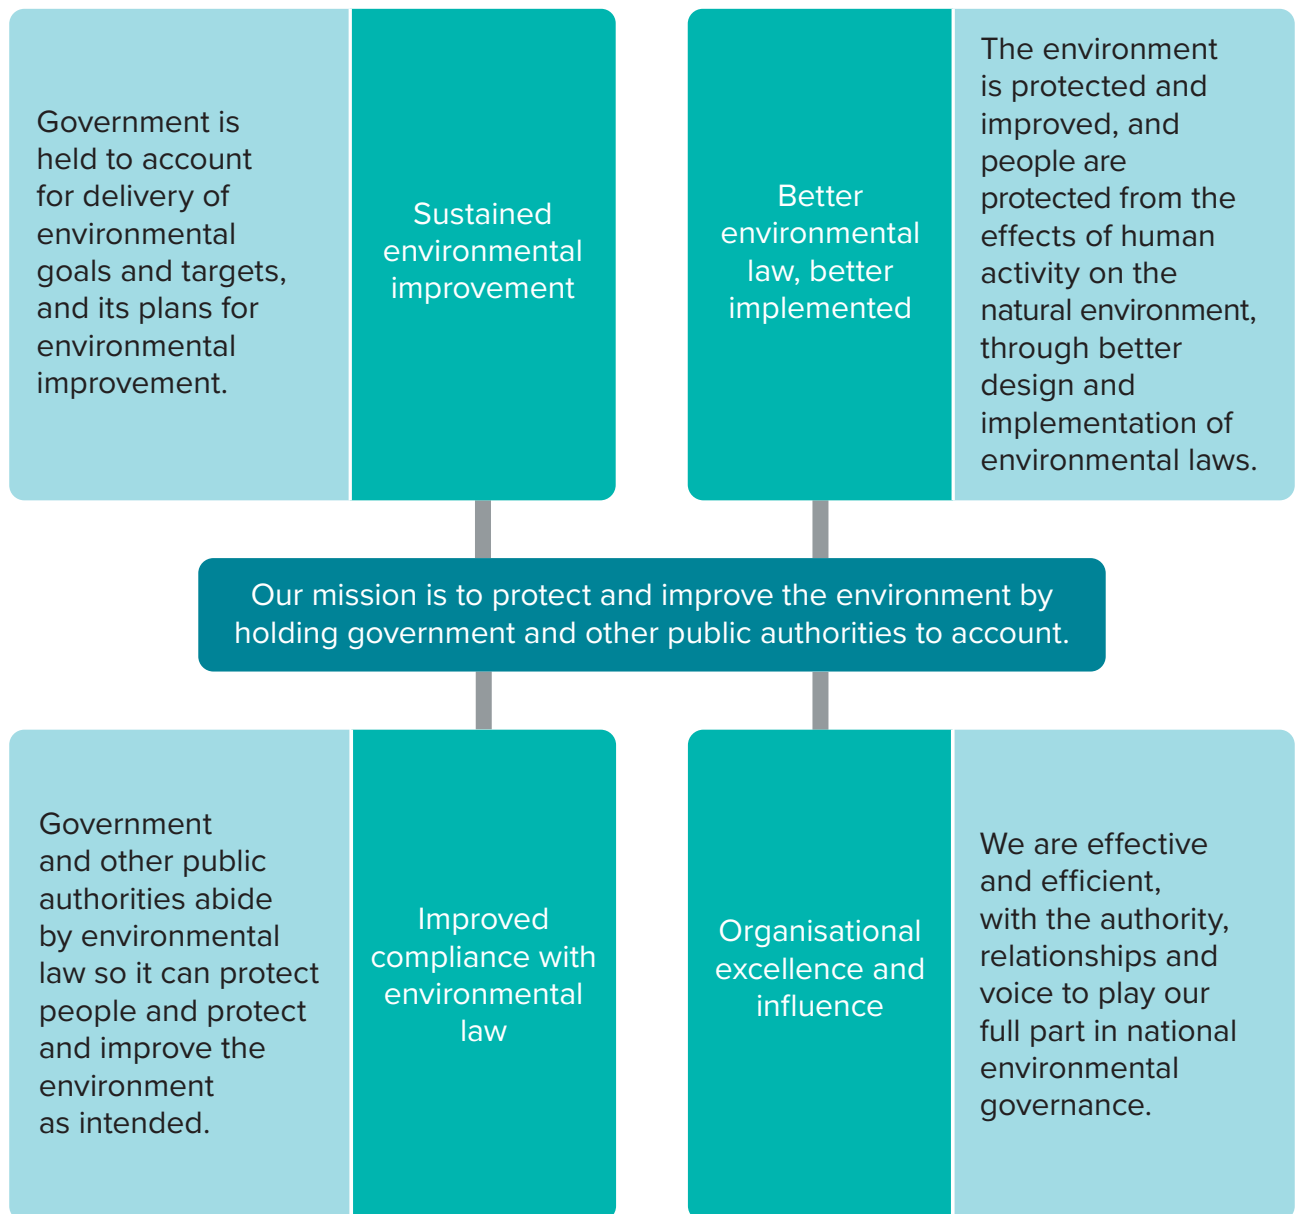 Government is
held to account
for delivery of
environmental
goals and targets,
and its plans for
environmental
improvement.
Sustained
environmental
improvement
Better
environmental
law, better
implemented
The environment
is protected and
improved, and
people are
protected from the
effects of human
activity on the
natural environment,
through better
design and
implementation of
environmental laws.
Our mission is to protect and improve the environment by
holding government and other public authorities to account.
Government
and other public
authorities abide
by environmental
law so it can protect
people and protect
and improve the
environment
as intended.
Improved
compliance with
environmental
law
Organisational
excellence and
influence
We are effective
and efficient,
with the authority,
relationships and
voice to play our
full part in national
environmental
governance.